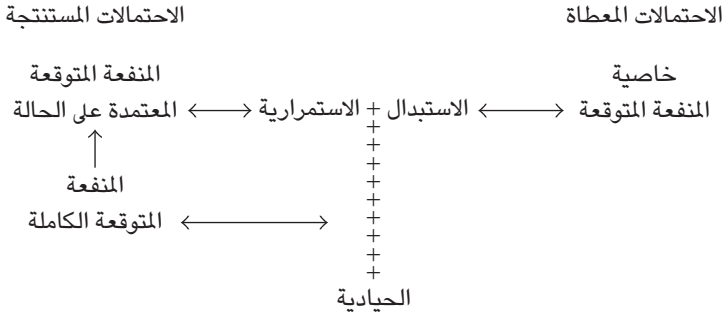 الاحتمالات المعطاة
الاحتمالات المستنتجة
خاصية
المنفعة المتوقعة
المنفعة المتوقعة ⟷ الاستبدال + الاستمرارية ⟷ المعتمدة على الحالة
المنفعة
المتوقعة الكاملة
الحيادية